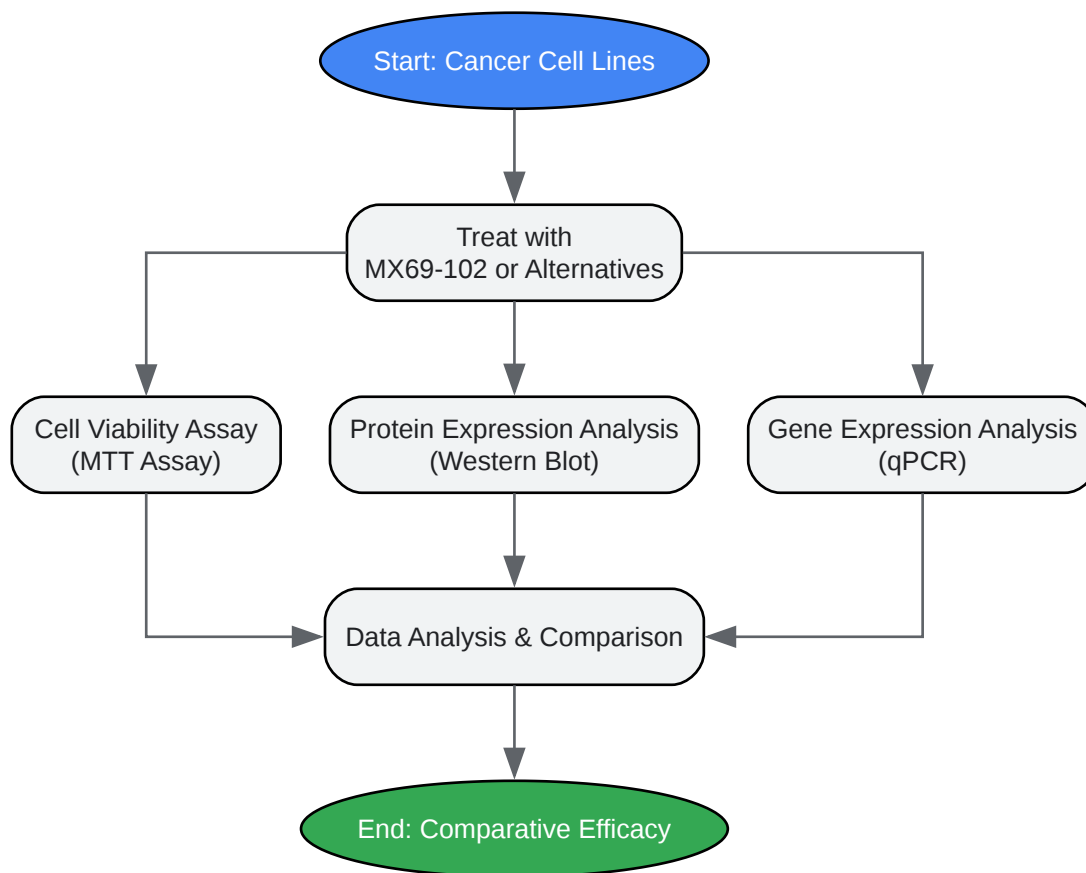 Start: Cancer Cell Lines
Treat with
MX69-102 or Alternatives
Cell Viability Assay
(MTT Assay)
Protein Expression Analysis
(Western Blot)
Gene Expression Analysis
(qPCR)
Data Analysis & Comparison
End: Comparative Efficacy